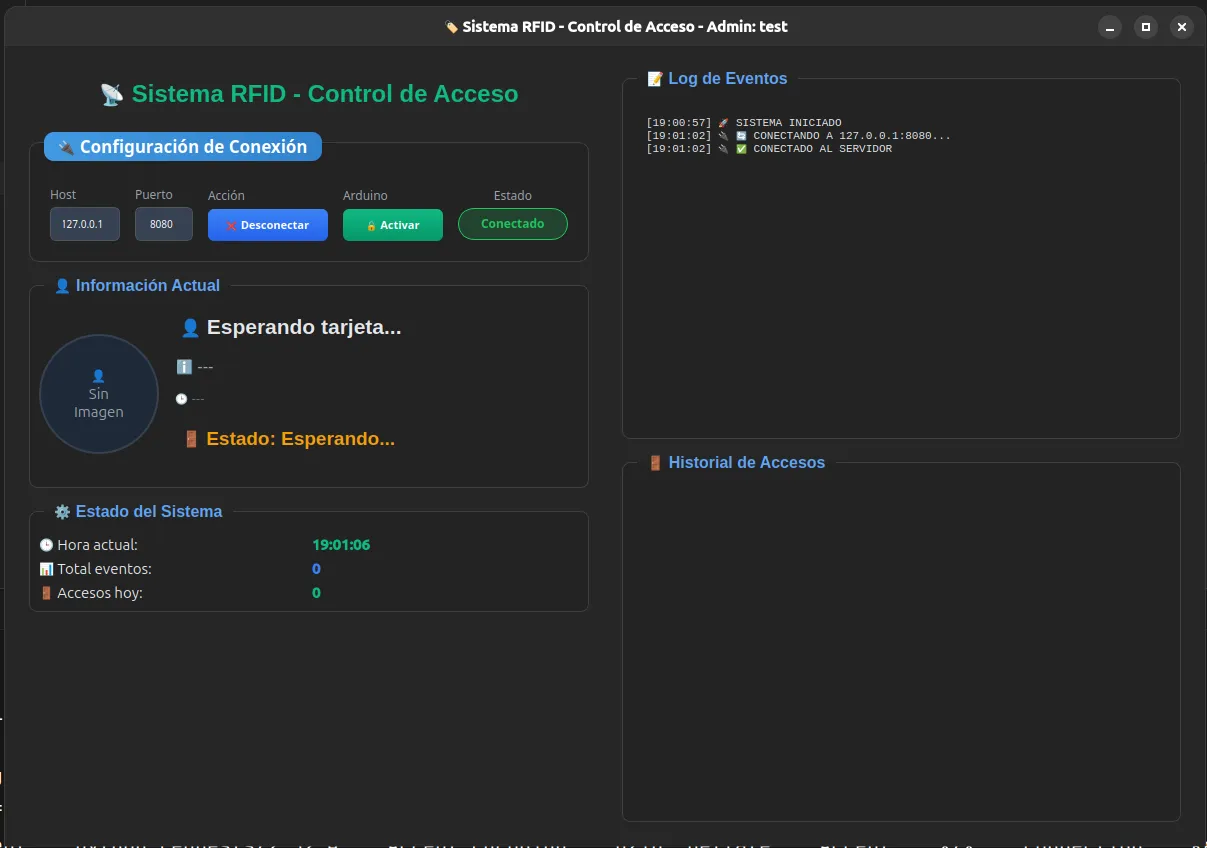 Sistema RFID - Control de Acceso - Admin: test
Sistema RFID - Control de Acceso
Configuración de Conexión
Host Puerto Acción Arduino Estado
127.0.0.1 8080 Desconectar Activar Conectado
Información Actual
Sin
Imagen
Esperando tarjeta...
---
---
Estado: Esperando...
Estado del Sistema
Hora actual: 19:01:06
Total eventos: 0
Accesos hoy: 0
Log de Eventos
[19:00:57] 🚀 SISTEMA INICIADO
[19:01:02] 🔌 🔄 CONECTANDO A 127.0.0.1:8080...
[19:01:02] 🔌 ✅ CONECTADO AL SERVIDOR
Historial de Accesos